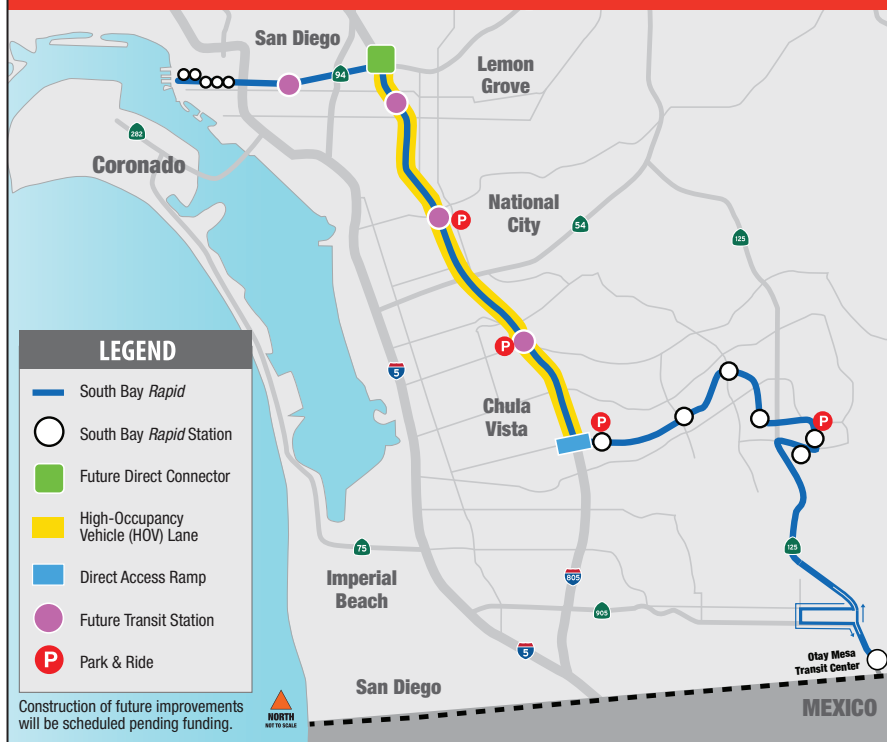 San Diego
94
Lemon
Grove
282
Coronado
National
City
P
54
125
P
LEGEND
South Bay Rapid
South Bay Rapid Station
Future Direct Connector
High-Occupancy
Vehicle (HOV) Lane
Direct Access Ramp
Future Transit Station
P
Park & Ride
Construction of future improvements
will be scheduled pending funding.
NORTH
NOT TO SCALE
5
Chula
Vista
P
P
75
Imperial
Beach
805
905
125
5
San Diego
Otay Mesa
Transit Center
MEXICO